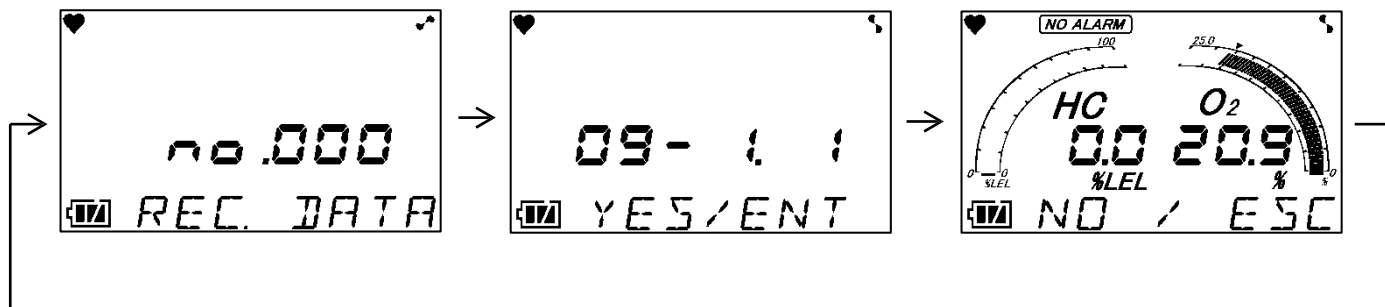 no.000
REC. DATA
09- 1. 1
YES/ENT
NO ALARM
100
25.0
HC
O2
0.0
20.9
0
0
0
%LEL
%LEL
%
%
NO / ESC